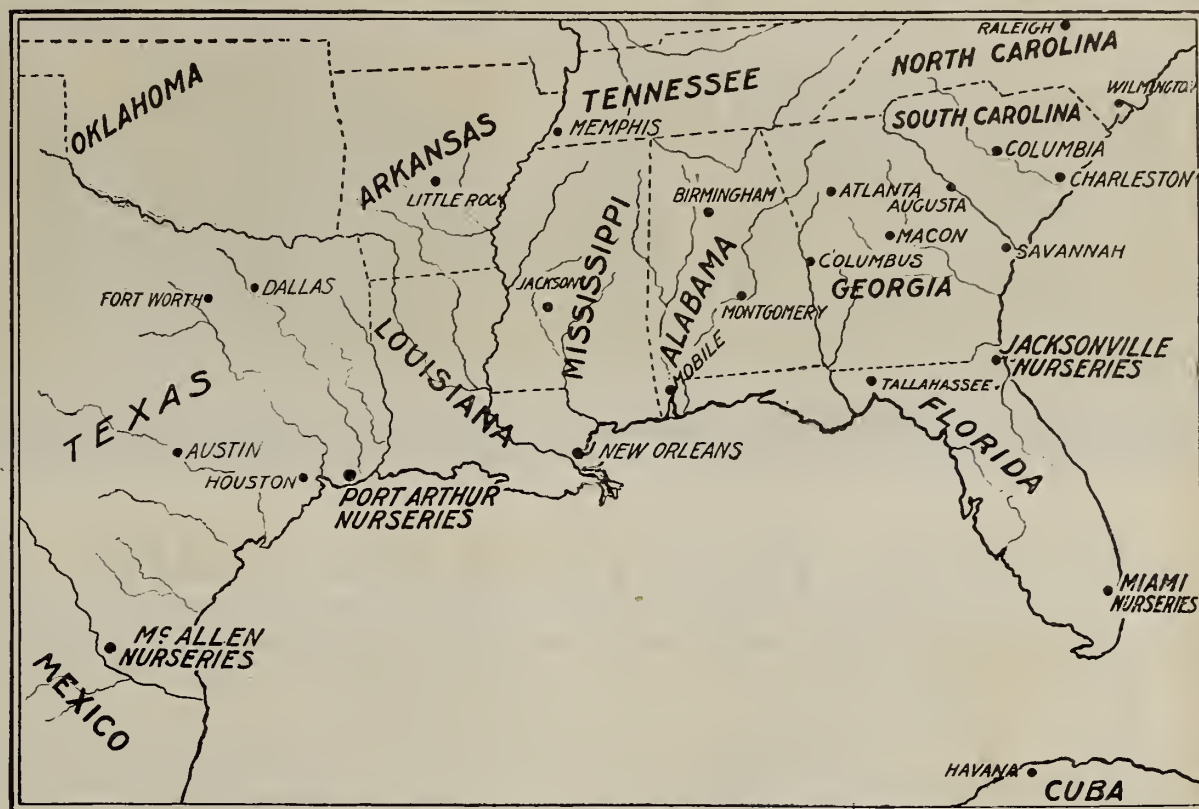 RALEIGH
NORTH CAROLINA
OKLAHOMA
TENNESSEE
WILMINGTON
SOUTH CAROLINA
MEMPHIS
ARKANSAS
COLUMBIA
LITTLE ROCK
CHARLESTON
BIRMINGHAM
ATLANTA
AUGUSTA
MISSISSIPPI
ALABAMA
MACON
SAVANNAH
COLUMBUS
JACKSON
GEORGIA
DALLAS
FORT WORTH
MONTGOMERY
LOUISIANA
MOBILE
JACKSONVILLE
NURSERIES
TALLAHASSEE.
TEXAS
FLORIDA
AUSTIN
NEW ORLEANS
HOUSTON
PORT ARTHUR
NURSERIES
MIAMI
NURSERIES
Mc ALLEN
NURSERIES
MEXICO
HAVANA
CUBA